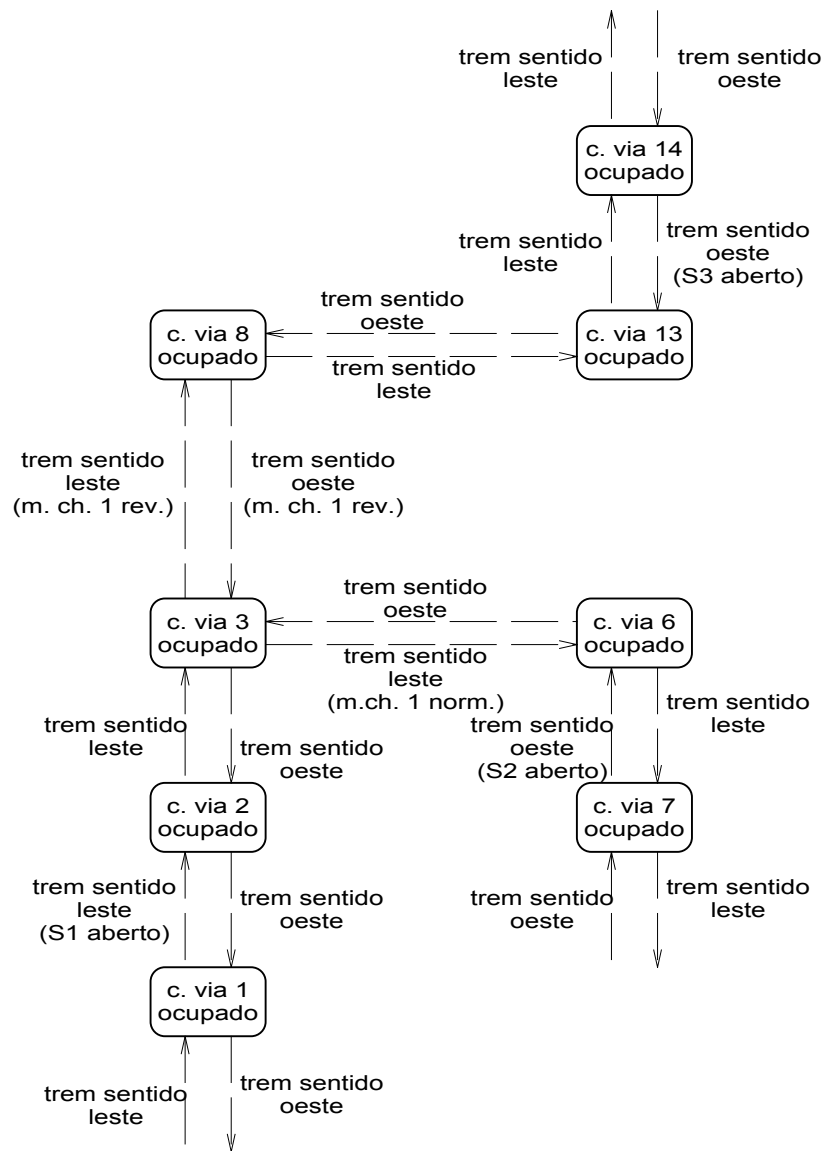 trem sentido
leste
trem sentido
oeste
c. via 14
ocupado
trem sentido
leste
trem sentido
oeste
(S3 aberto)
trem sentido
oeste
c. via 8
ocupado
c. via 13
ocupado
trem sentido
leste
trem sentido
leste
(m. ch. 1 rev.)
trem sentido
oeste
(m. ch. 1 rev.)
trem sentido
oeste
c. via 3
ocupado
c. via 6
ocupado
trem sentido
leste
(m.ch. 1 norm.)
trem sentido
leste
trem sentido
oeste
trem sentido
oeste
(S2 aberto)
trem sentido
leste
c. via 2
ocupado
c. via 7
ocupado
trem sentido
leste
(S1 aberto)
trem sentido
oeste
trem sentido
oeste
trem sentido
leste
c. via 1
ocupado
trem sentido
leste
trem sentido
oeste